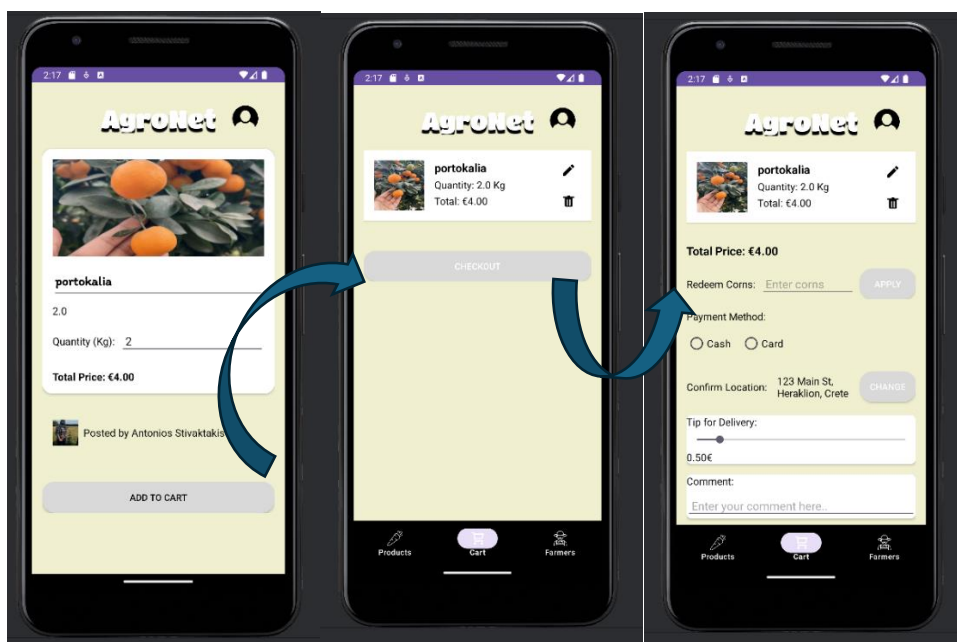 2:17
AgroNet
portokalia
2.0
Quantity (Kg): 2
Total Price: €4.00
Posted by Antonios Stivaktakis
ADD TO CART
2:17
AgroNet
portokalia
Quantity: 2.0 Kg
Total: €4.00
CHECKOUT
Products
Cart
Farmers
2:17
AgroNet
portokalia
Quantity: 2.0 Kg
Total: €4.00
Total Price: €4.00
Redeem Corns: Enter corns APPLY
Payment Method:
Cash Card
Confirm Location: 123 Main St,
Heraklion, Crete
CHANGE
Tip for Delivery:
0.50€
Comment:
Enter your comment here..
Products
Cart
Farmers